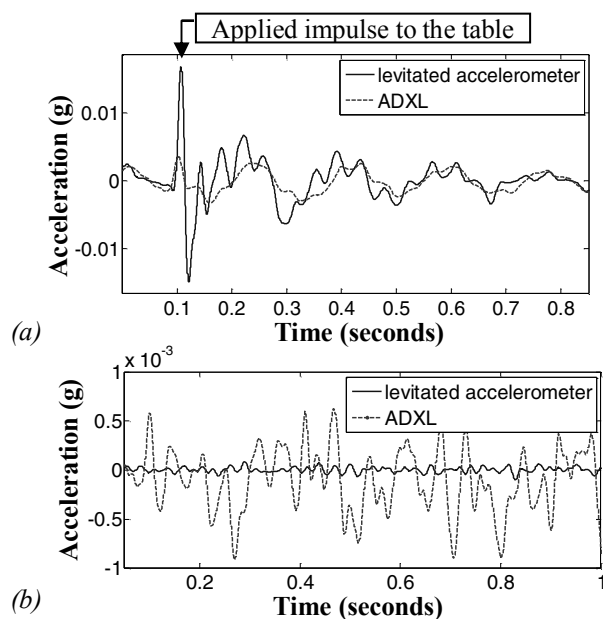 Applied impulse to the table
levitated accelerometer
ADXL
0.01
0
-0.01
Acceleration (g)
0.1 0.2 0.3 0.4 0.5 0.6 0.7 0.8
Time (seconds)
(a)
1 x 10-3
levitated accelerometer
ADXL
0.5
0
-0.5
-1
Acceleration (g)
0.2 0.4 0.6 0.8 1
Time (seconds)
(b)